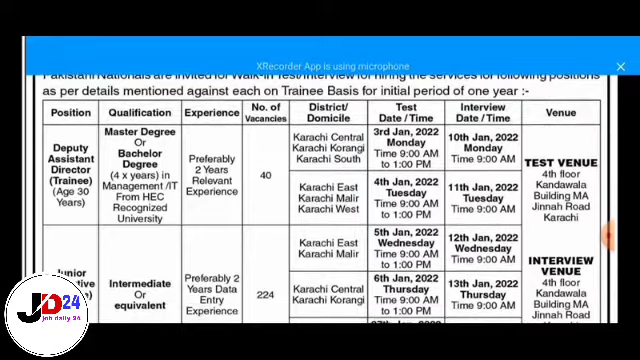 XRecorder App is using microphone
Pakistani Nationals are invited for Walk-in Test/Interview for hiring the services for following positions
as per details mentioned against each on Trainee Basis for initial period of one year :-
Position Qualification Experience No. of Vacancies District/ Domicile Test Date/Time Interview Date/Time Venue
Deputy
Assistant
Director
(Trainee)
(Age 30
Years)
Master Degree
Or
Bachelor
Degree
(4 x years) in
Management /IT
From HEC
Recognized
University
Preferably
2 Years
Relevant
Experience
40
Karachi Central
Karachi Korangi
Karachi South
3rd Jan, 2022
Monday
Time 9:00 AM
to 1:00 PM
10th Jan, 2022
Monday
Time 9:00 AM
Karachi East
Karachi Malir
Karachi West
4th Jan, 2022
Tuesday
Time 9:00 AM
to 1:00 PM
11th Jan, 2022
Tuesday
Time 9:00 AM
TEST VENUE
4th floor
Kandawala
Building MA
Jinnah Road
Karachi
Junior
Intermediate
Or
equivalent
Preferably 2
Years Data
Entry
Experience
224
Karachi East
Karachi Malir
5th Jan, 2022
Wednesday
Time 9:00 AM
to 1:00 PM
12th Jan, 2022
Wednesday
Time 9:00 AM
Karachi Central
Karachi Korangi
6th Jan, 2022
Thursday
Time 9:00 AM
to 1:00 PM
13th Jan, 2022
Thursday
Time 9:00 AM
INTERVIEW
VENUE
4th floor
Kandawala
Building MA
Jinnah Road
JD 24
job daily 24